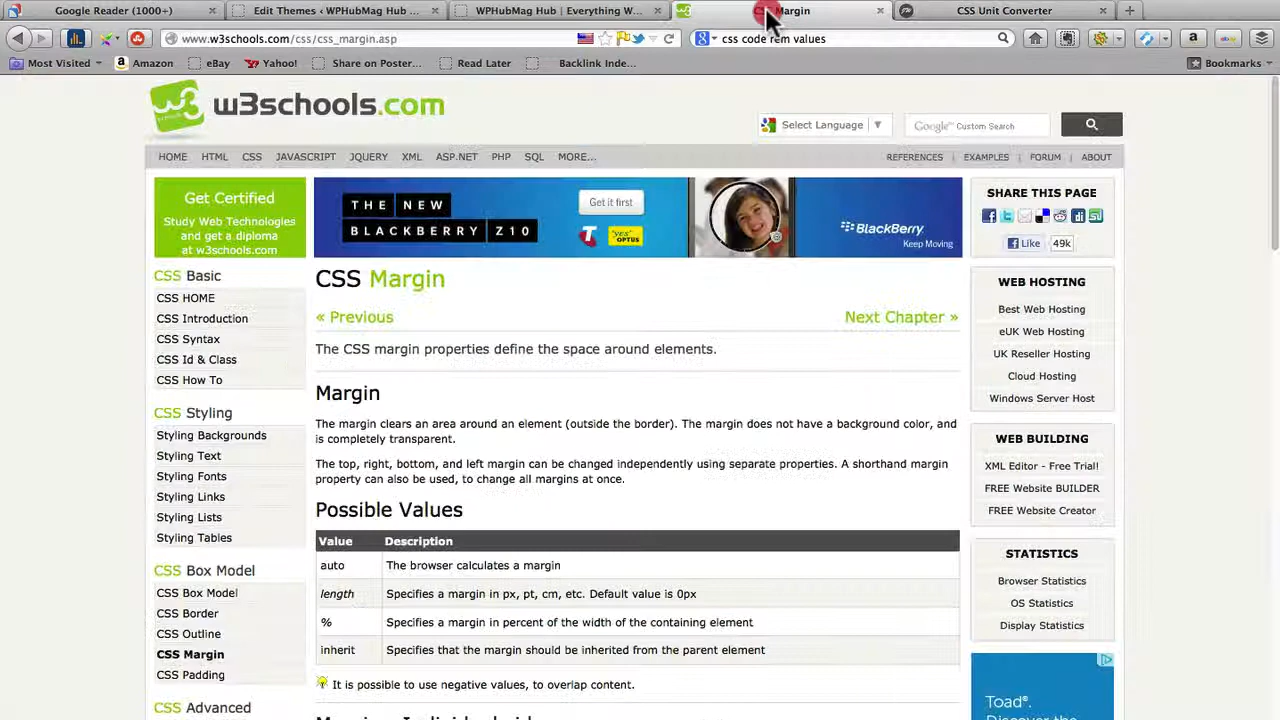 Google Reader (1000+)
Edit Themes ‹ WPHubMag Hub ...
WPHubMag Hub | Everything W...
Margin
CSS Unit Converter
www.w3schools.com/css/css_margin.asp
css code rem values
Most Visited
Amazon
eBay
Yahoo!
Share on Poster...
Read Later
Backlink Inde...
Bookmarks
w3schools.com
Select Language
Google™ Custom Search
HOME HTML CSS JAVASCRIPT JQUERY XML ASP.NET PHP SQL MORE...
REFERENCES | EXAMPLES | FORUM | ABOUT
Get Certified
Study Web Technologies
and get a diploma
at w3schools.com
THE NEW
BLACKBERRY Z10
Get it first
"YES"
OPTUS
BlackBerry
Keep Moving
SHARE THIS PAGE
Like 49k
CSS Basic
CSS HOME
CSS Introduction
CSS Syntax
CSS Id & Class
CSS How To
CSS Styling
Styling Backgrounds
Styling Text
Styling Fonts
Styling Links
Styling Lists
Styling Tables
CSS Box Model
CSS Box Model
CSS Border
CSS Outline
CSS Margin
CSS Padding
CSS Advanced
CSS Margin
« Previous
Next Chapter »
The CSS margin properties define the space around elements.
Margin
The margin clears an area around an element (outside the border). The margin does not have a background color, and
is completely transparent.
The top, right, bottom, and left margin can be changed independently using separate properties. A shorthand margin
property can also be used, to change all margins at once.
Possible Values
Value Description
auto The browser calculates a margin
length Specifies a margin in px, pt, cm, etc. Default value is 0px
% Specifies a margin in percent of the width of the containing element
inherit Specifies that the margin should be inherited from the parent element
It is possible to use negative values, to overlap content.
WEB HOSTING
Best Web Hosting
eUK Web Hosting
UK Reseller Hosting
Cloud Hosting
Windows Server Host
WEB BUILDING
XML Editor - Free Trial!
FREE Website BUILDER
FREE Website Creator
STATISTICS
Browser Statistics
OS Statistics
Display Statistics
Toad®.
Discover the